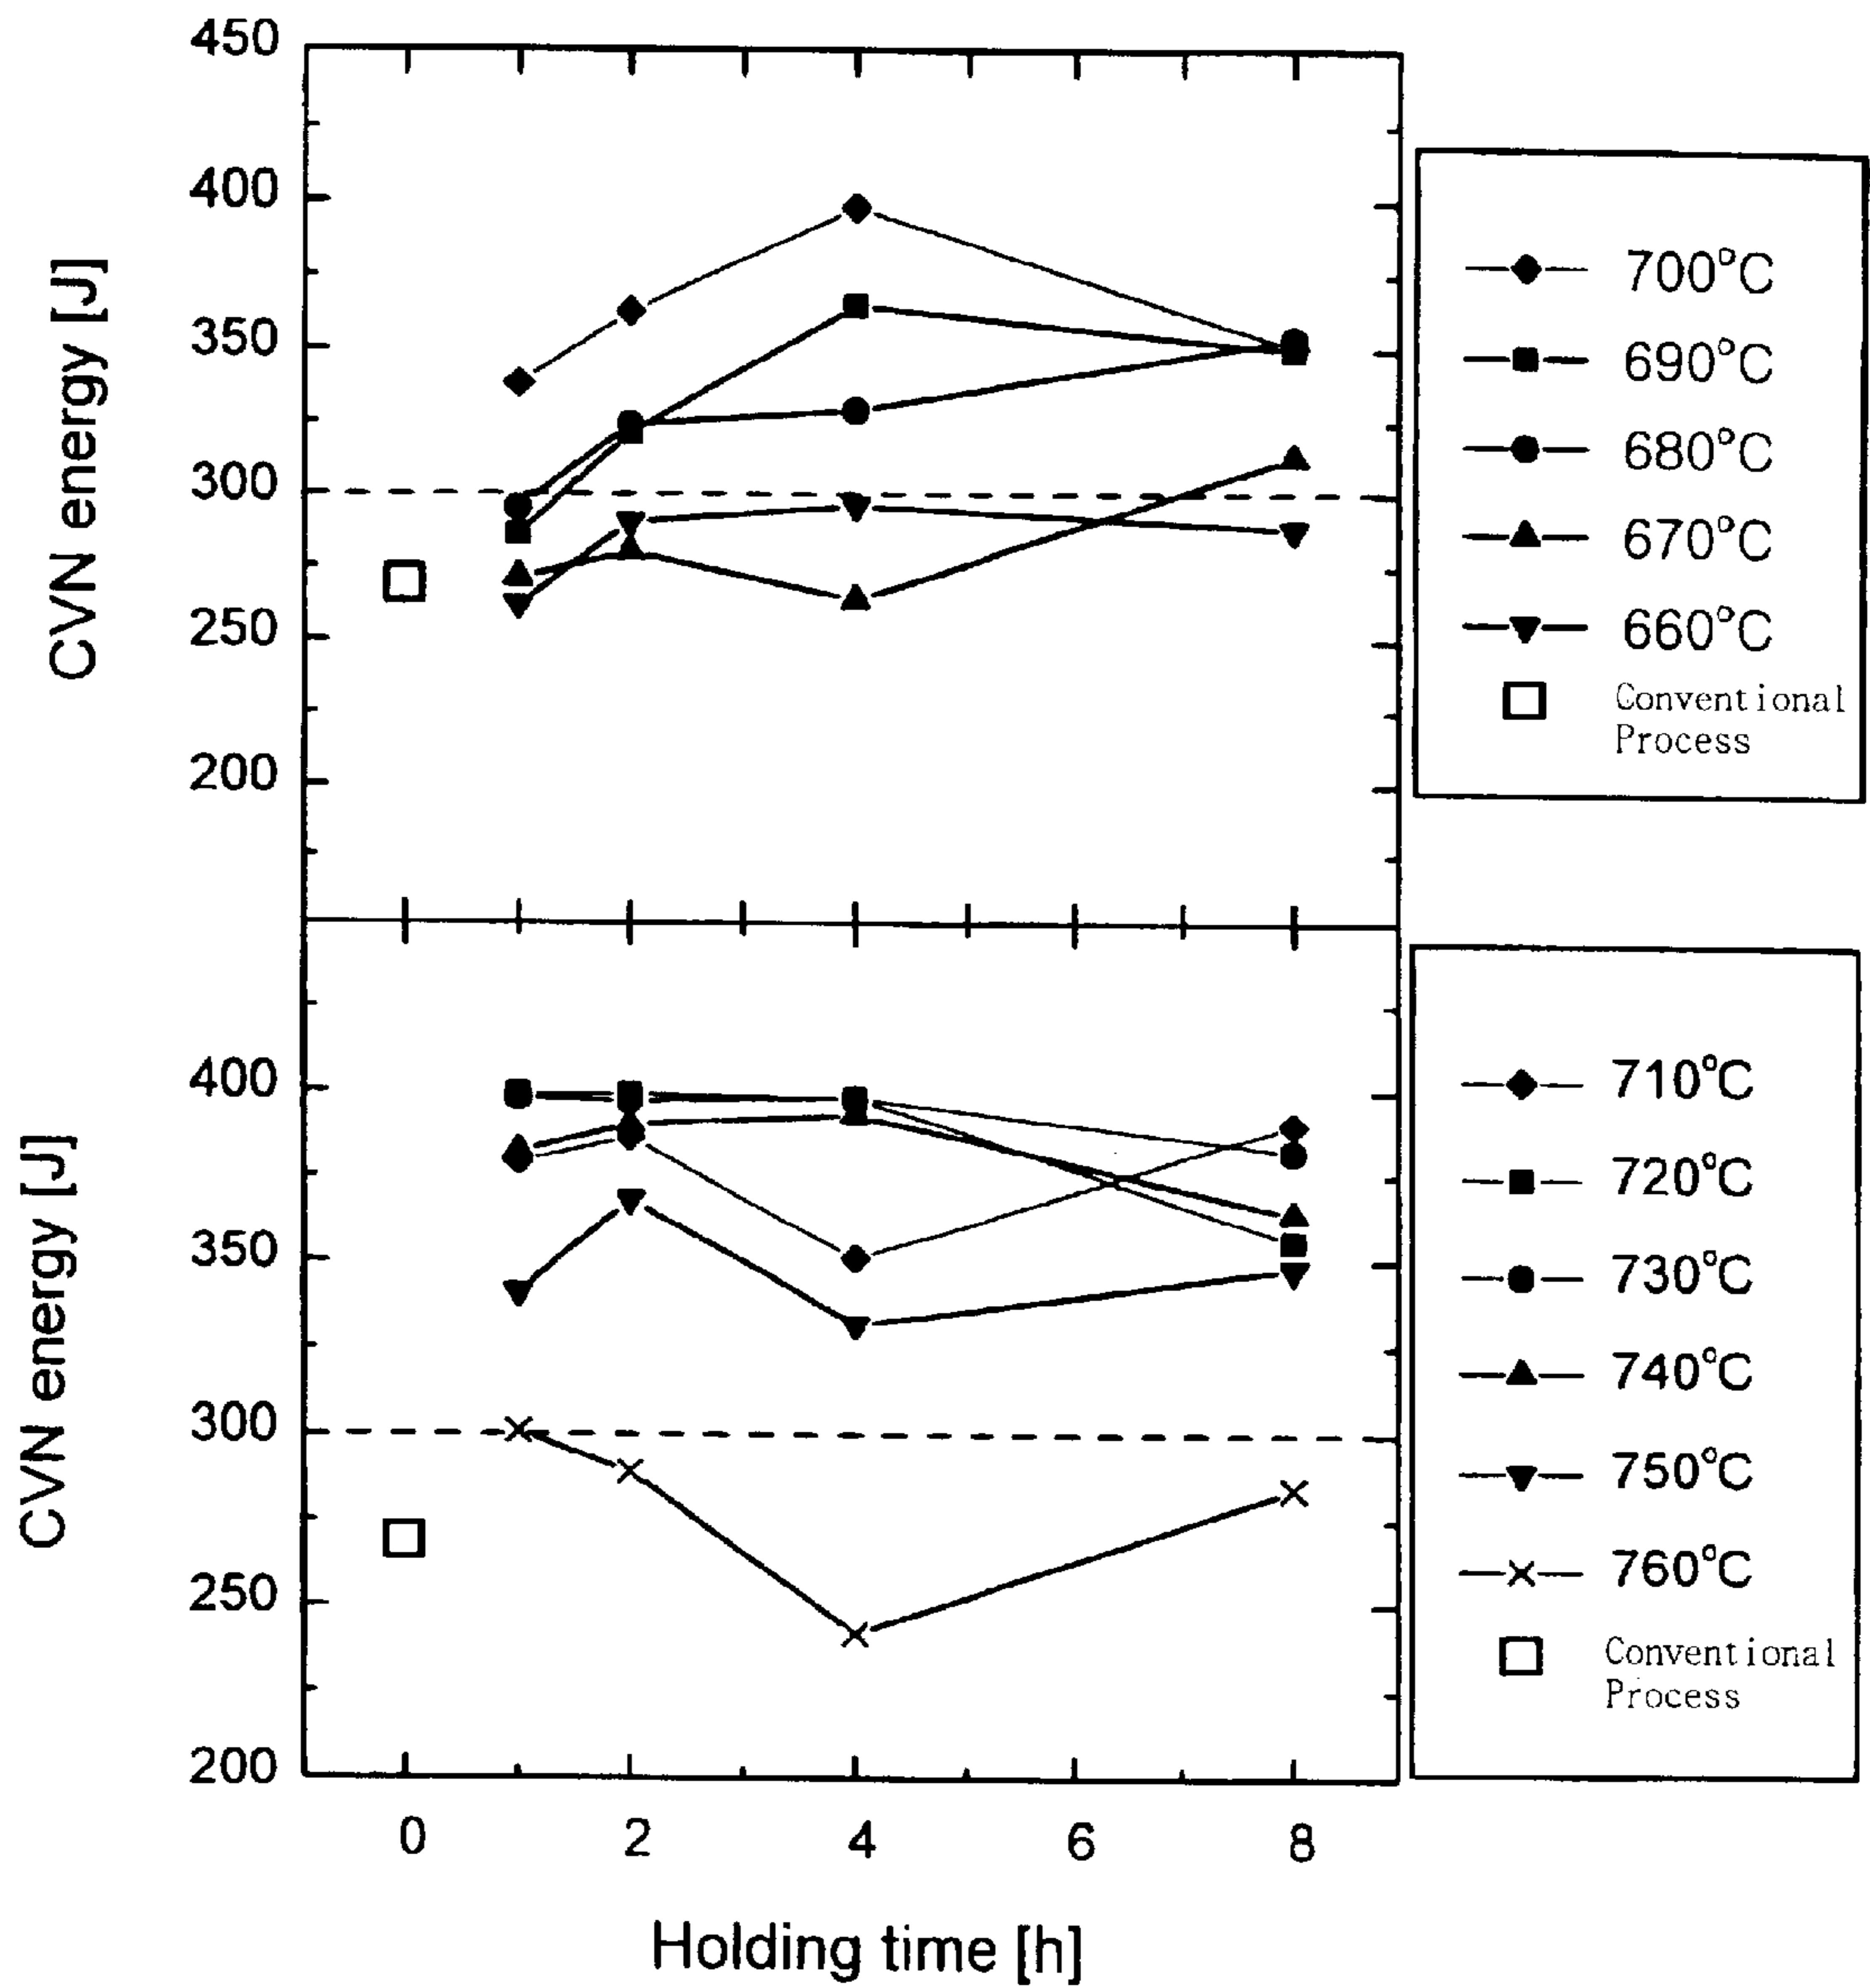 450
400
350
300
250
200
CVN energy [J]
700°C
690°C
680°C
670°C
660°C
Conventional
Process
400
350
300
250
200
CVN energy [J]
710°C
720°C
730°C
740°C
750°C
760°C
Conventional
Process
0 2 4 6 8
Holding time [h]